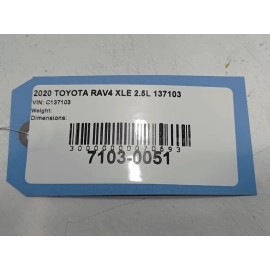 2020 TOYOTA RAV4 XLE 2.5L 137103
VIN: C137103
Weight:
Dimensions:
7103-0051